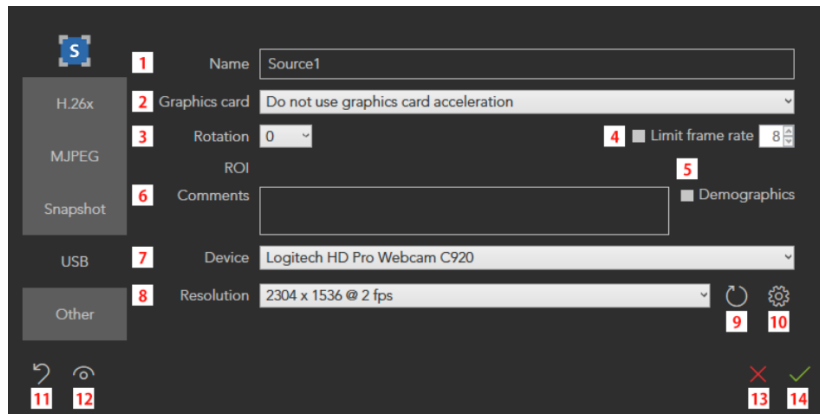 S
1 Name Source1
H.26x 2 Graphics card Do not use graphics card acceleration
3 Rotation 0 4 Limit frame rate 8
MJPEG ROI 5
6 Comments Demographics
Snapshot
USB 7 Device Logitech HD Pro Webcam C920
8 Resolution 2304 x 1536 @ 2 fps
Other 9 10
11 12 13 14